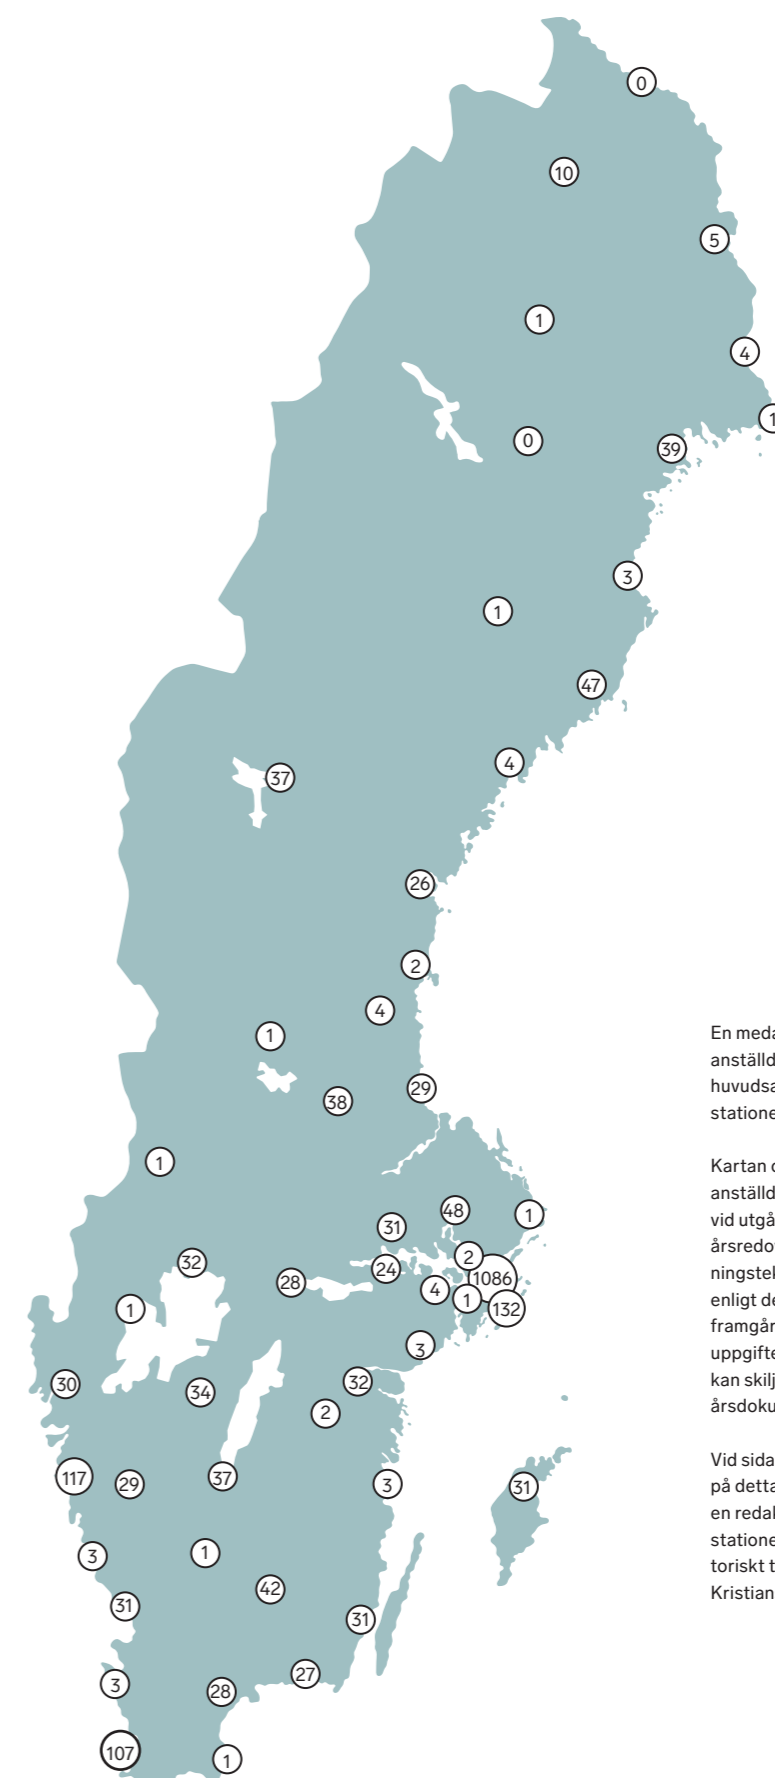 0
10
5
1
4
1
0
39
3
1
47
4
37
26
2
4
1
29
38
1
48
1
31
2
32
24
1086
28
4
1
132
1
3
32
30
34
2
117
29
37
3
31
3
1
42
31
31
27
3
28
107
1
En meda
anställd
huvudsa
statione
Kartan
anställd
vid utgå
årsredo
ningstek
enligt de
framgår
uppgifte
kan skilj
årsdoku
Vid sida
på detta
en redak
statione
toriskt t
Kristian